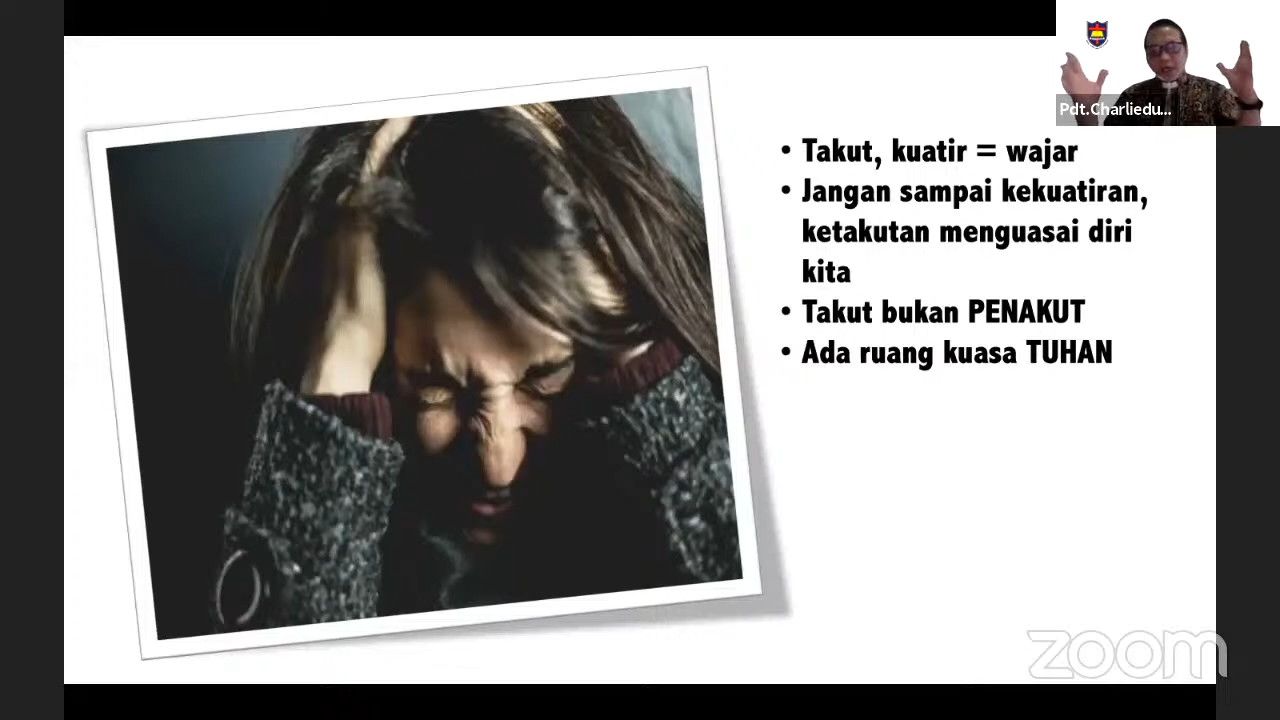 Pdt.Charliedu...
• Takut, kuatir = wajar
• Jangan sampai kekuatiran,
ketakutan menguasai diri
kita
• Takut bukan PENAKUT
• Ada ruang kuasa TUHAN
zoom